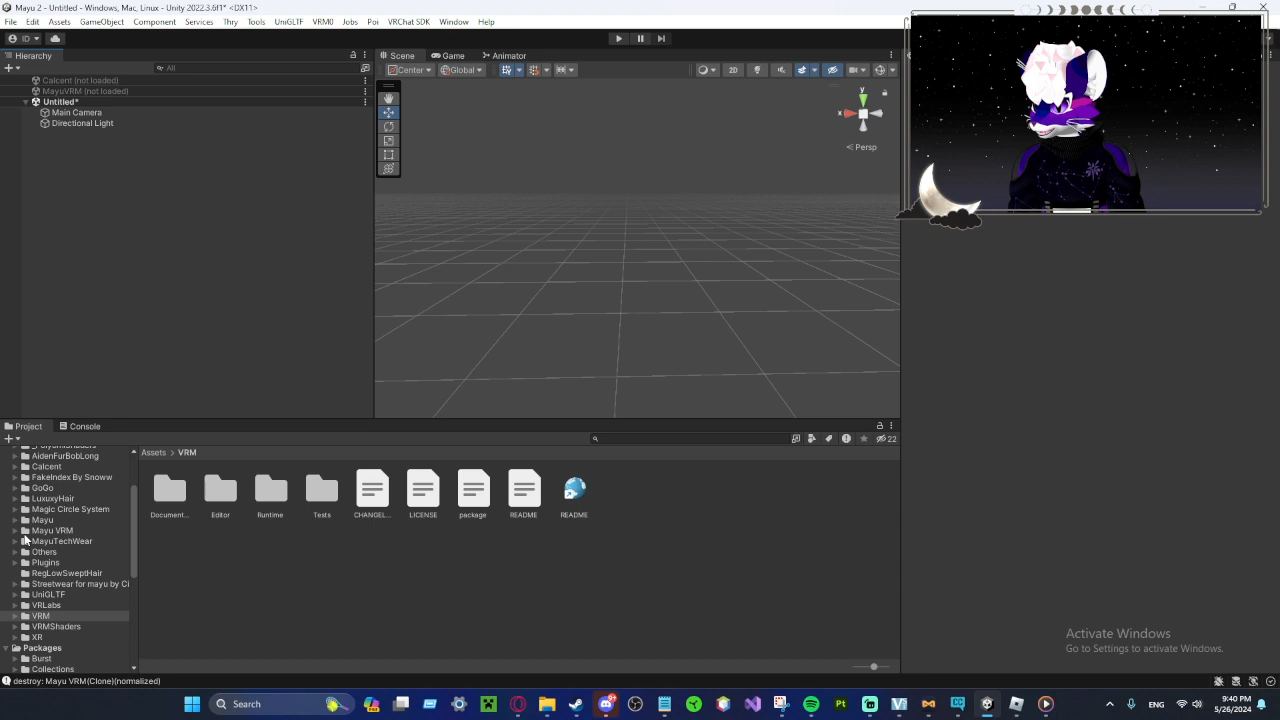 Mayu 2 - Untitled - Windows, Mac, Linux - Unity 2022.3.6f1* <DX11>
File Edit Assets GameObject Component Services Thry Tools UniGLTF VRM0 Jobs Poi VRChat SDK Window Help
ID
Hierarchy
All
Calcent (not loaded)
MayuVRM (not loaded)
Untitled*
Main Camera
Directional Light
Scene Game Animator
Center Global 2D
y
x
< Persp
Project Console
22
AidenFurBobLong
Calcent
FakeIndex By Snoww
GoGo
LuxuxyHair
Magic Circle System
Mayu
Mayu VRM
MayuTechWear
Others
Plugins
RegLowSweptHair
Streetwear for mayu by Ci
UniGLTF
VRLabs
VRM
VRMShaders
XR
Packages
Burst
Collections
Assets > VRM
Document... Editor Runtime Tests CHANGEL... LICENSE package README README
Activate Windows
Go to Settings to activate Windows.
destroy: Mayu VRM(Clone)(normalized)
Search
ENG
9:40 PM
5/26/2024